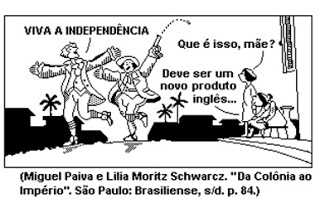 VIVA A INDEPENDÊNCIA
Que é isso, mãe?
Deve ser um
novo produto
inglês...
(Miguel Paiva e Lilia Moritz Schwarcz. "Da Colónia ao
Império". São Paulo: Brasiliense, s/d. p. 84.)